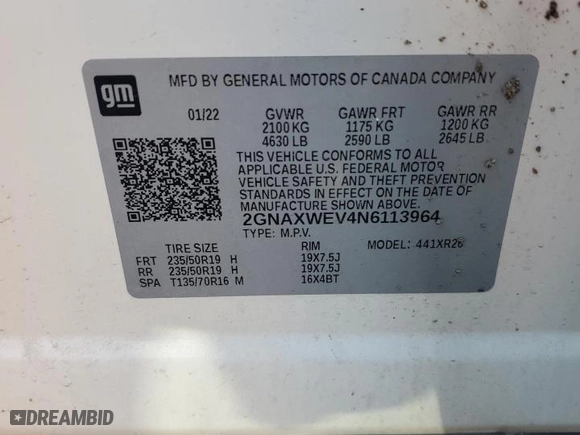 gm
MFD BY GENERAL MOTORS OF CANADA COMPANY
01/22 GVWR GAWR FRT GAWR RR
2100 KG 1175 KG 1200 KG
4630 LB 2590 LB 2645 LB
THIS VEHICLE CONFORMS TO ALL
APPLICABLE U.S. FEDERAL MOTOR
VEHICLE SAFETY AND THEFT PREVENTION
STANDARDS IN EFFECT ON THE DATE OF
MANUFACTURE SHOWN ABOVE.
2GNAXWEV4N6113964
TYPE: M.P.V. MODEL: 441XR26
TIRE SIZE RIM
FRT 235/50R19 H 19X7.5J
RR 235/50R19 H 19X7.5J
SPA T135/70R16 M 16X4BT
DREAMBID